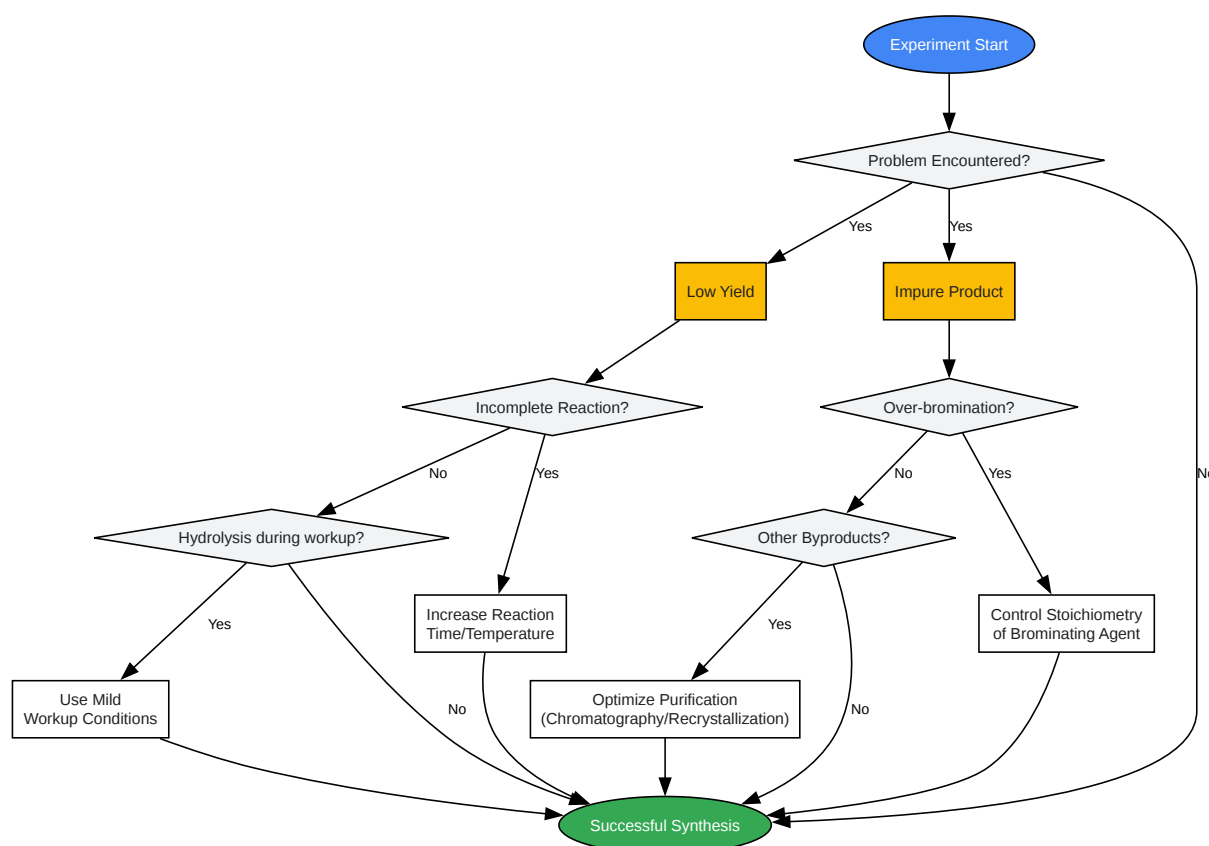 Experiment Start
Problem Encountered?
Yes
Yes
Low Yield
Impure Product
Incomplete Reaction?
Over-bromination?
No
Yes
No
Yes
No
Hydrolysis during workup?
Other Byproducts?
Increase Reaction
Time/Temperature
Control Stoichiometry
of Brominating Agent
Yes
Yes
Use Mild
Workup Conditions
No
Optimize Purification
(Chromatography/Recrystallization)
No
Successful Synthesis